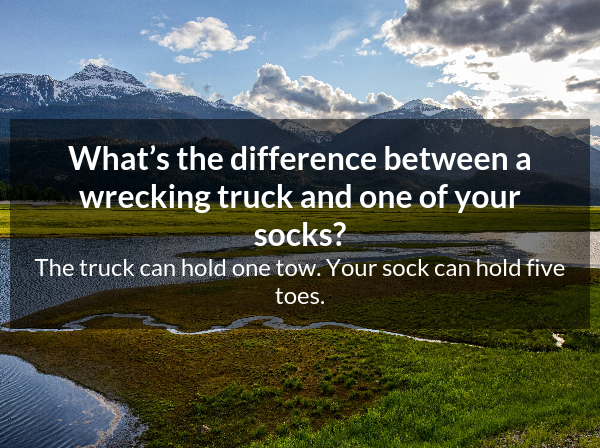 What’s the difference between a
wrecking truck and one of your
socks?
The truck can hold one tow. Your sock can hold five
toes.